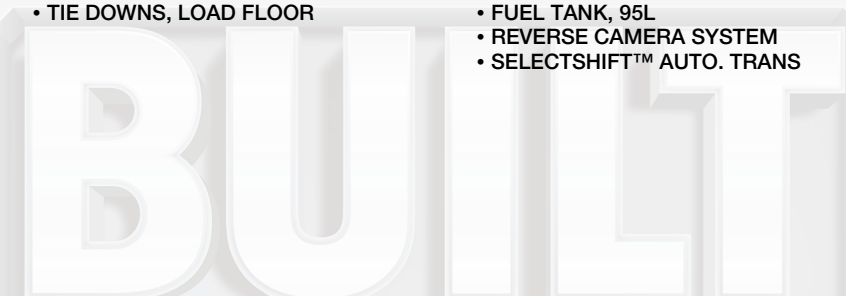 • TIE DOWNS, LOAD FLOOR
• FUEL TANK, 95L
• REVERSE CAMERA SYSTEM
• SELECTSHIFT™ AUTO. TRANS
BUILT